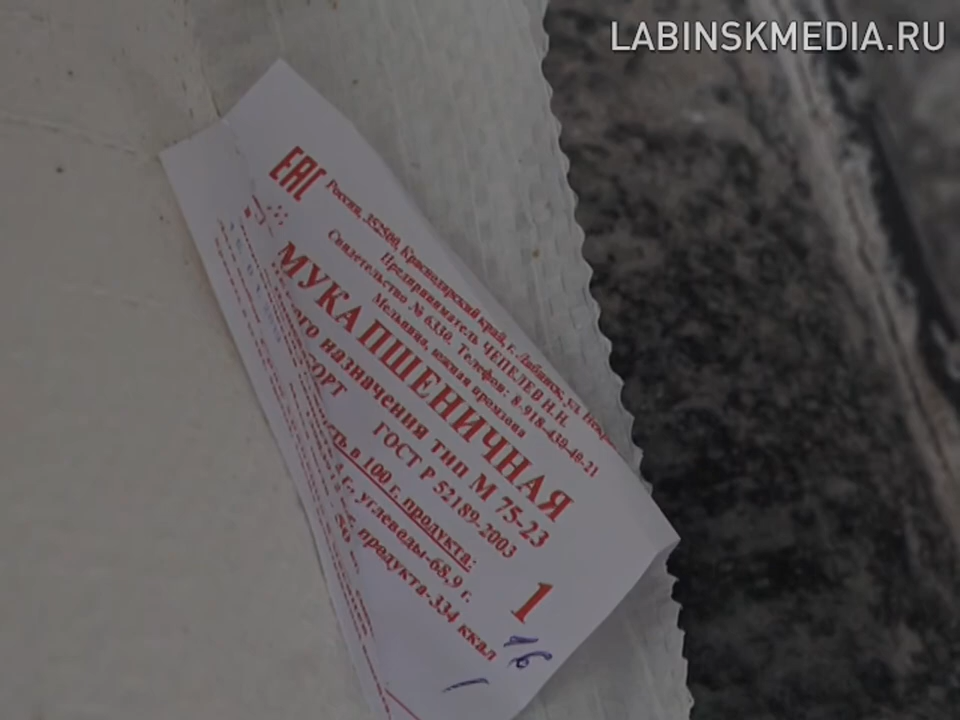 LABINSKMEDIA.RU
EAC
Россия, 352500, Краснодарский край, г. Лабинск, ул.
Предприниматель ЧЕПЕЛЕВ Н.Н.
Свидетельство № 6330. Телефон: 8-918-430-40-21
Мельница, южная промзона
МУКА ПШЕНИЧНАЯ
назначения тип М 75-23
ГОСТ Р 52189-2003
в 100 г. продукта:
г., углеводы-68,9 г.
продукта-334 ккал
1
16